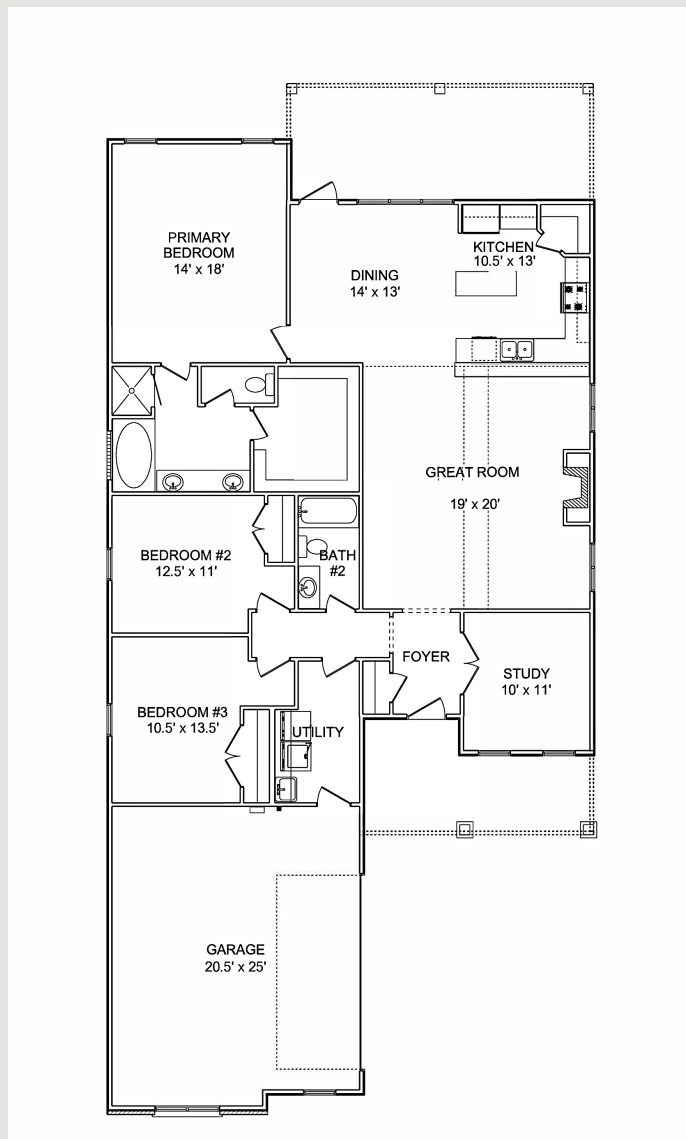 PRIMARY
BEDROOM
14' x 18'
KITCHEN
10.5' x 13'
DINING
14' x 13'
GREAT ROOM
19' x 20'
BEDROOM #2
12.5' x 11'
BATH
#2
FOYER
STUDY
10' x 11'
BEDROOM #3
10.5' x 13.5'
UTILITY
GARAGE
20.5' x 25'